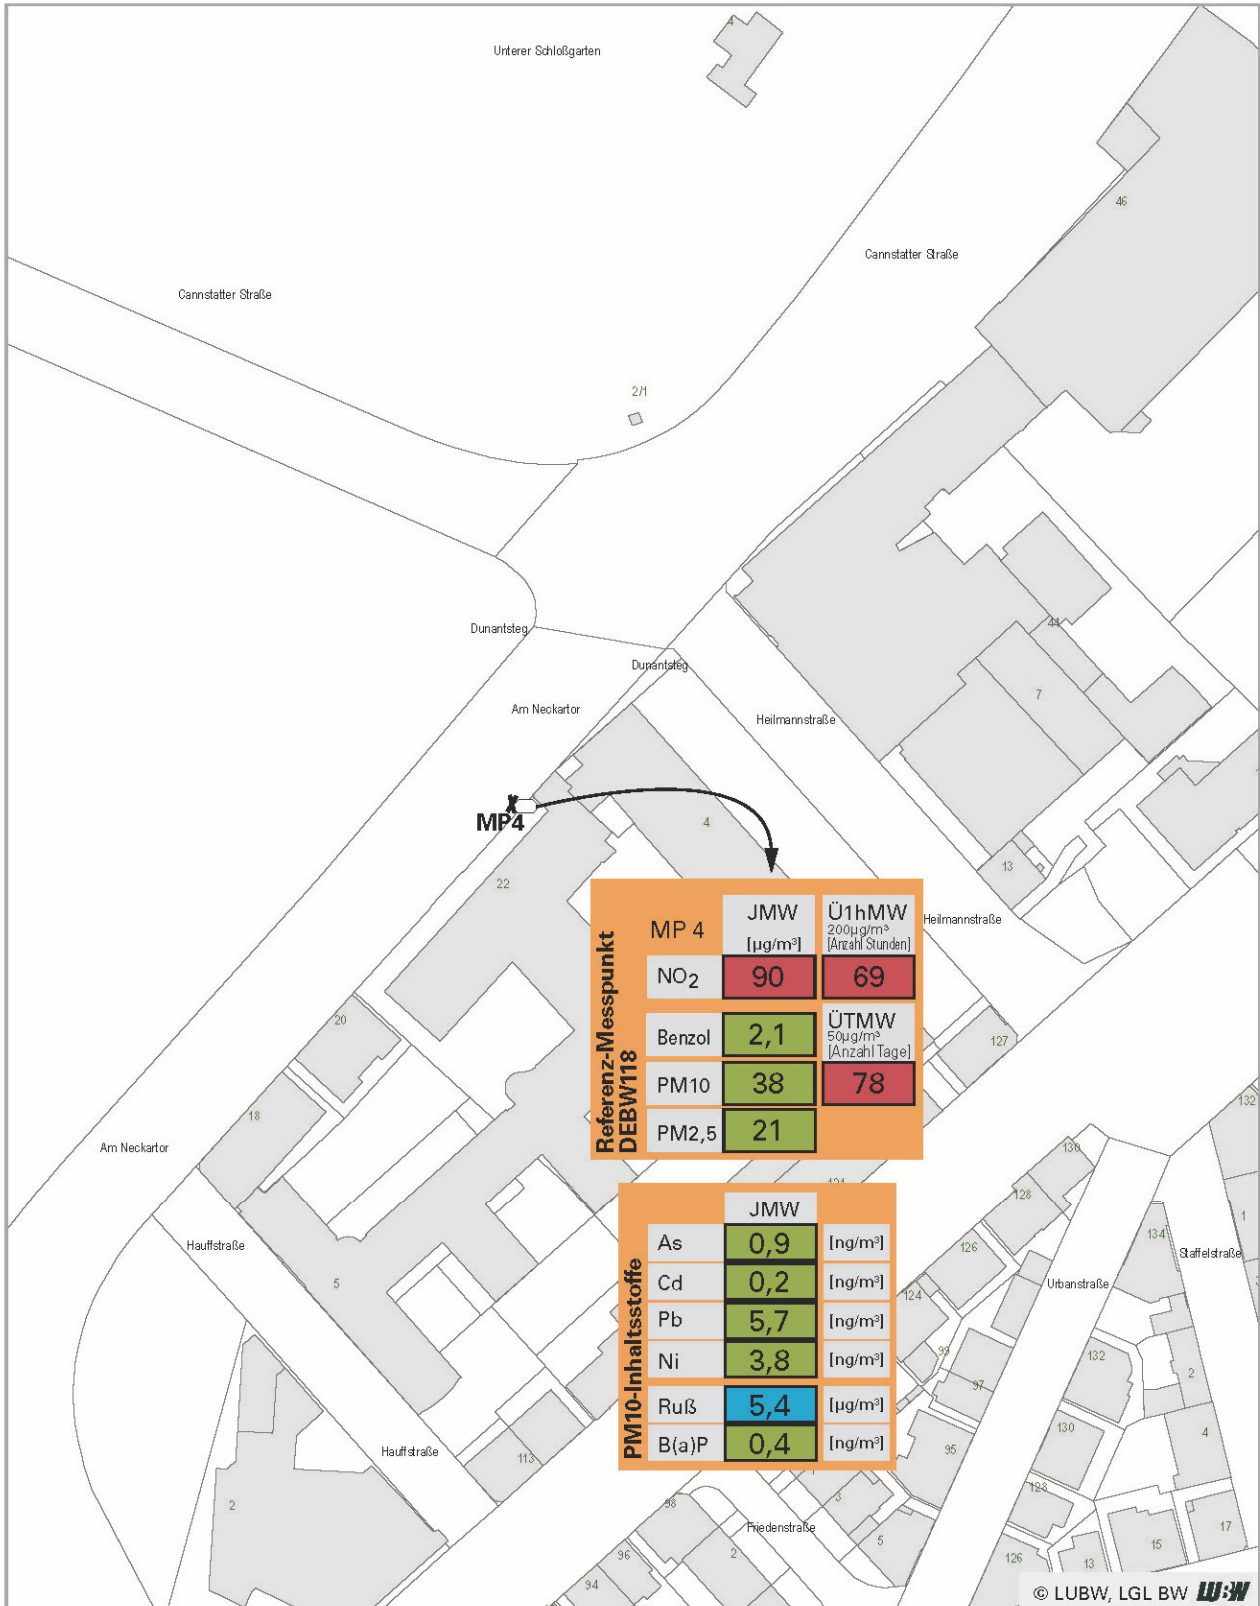 4
Unterer Schloßgarten
46
Cannstatter Straße
Cannstatter Straße
2/1
Dunantsteg
44
Dunantsteg
7
Am Neckartor
Heilmannstraße
MP4
4
13
22
Heilmannstraße
Referenz-Messpunkt
DEBW118
MP 4
JMW
[µg/m³]
Ü1hMW
200µg/m³
[Anzahl Stunden]
NO2
90
69
Benzol
2,1
ÜTMW
50µg/m³
[Anzahl Tage]
PM10
38
78
PM2,5
21
20
127
18
132
Am Neckartor
130
128
1
126
134
Staffelstraße
Hauffstraße
5
124
Urbanstraße
PM10-Inhaltsstoffe
JMW
As
0,9
[ng/m³]
Cd
0,2
[ng/m³]
Pb
5,7
[ng/m³]
Ni
3,8
[ng/m³]
Ruß
5,4
[µg/m³]
B(a)P
0,4
[ng/m³]
99
97
132
2
130
4
95
Hauffstraße
113
2
98
3
128
Friedenstraße
5
17
15
2
96
94
126
13
© LUBW, LGL BW LUBW